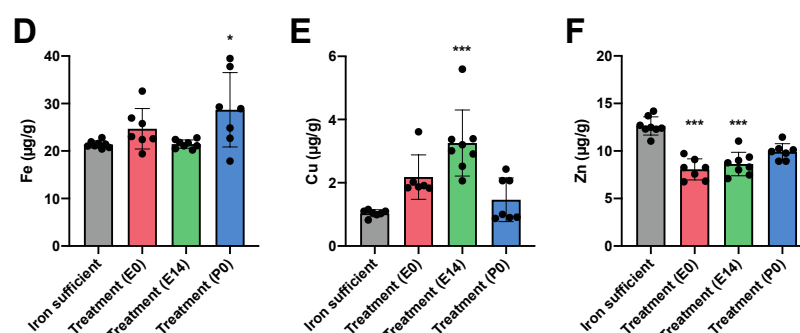 D
*
Fe (µg/g)
40
30
20
10
0
Iron sufficient
Treatment (E0)
Treatment (E14)
Treatment (P0)
E
***
Cu (µg/g)
6
4
2
0
Iron sufficient
Treatment (E0)
Treatment (E14)
Treatment (P0)
F
*** ***
Zn (µg/g)
20
15
10
5
0
Iron sufficient
Treatment (E0)
Treatment (E14)
Treatment (P0)